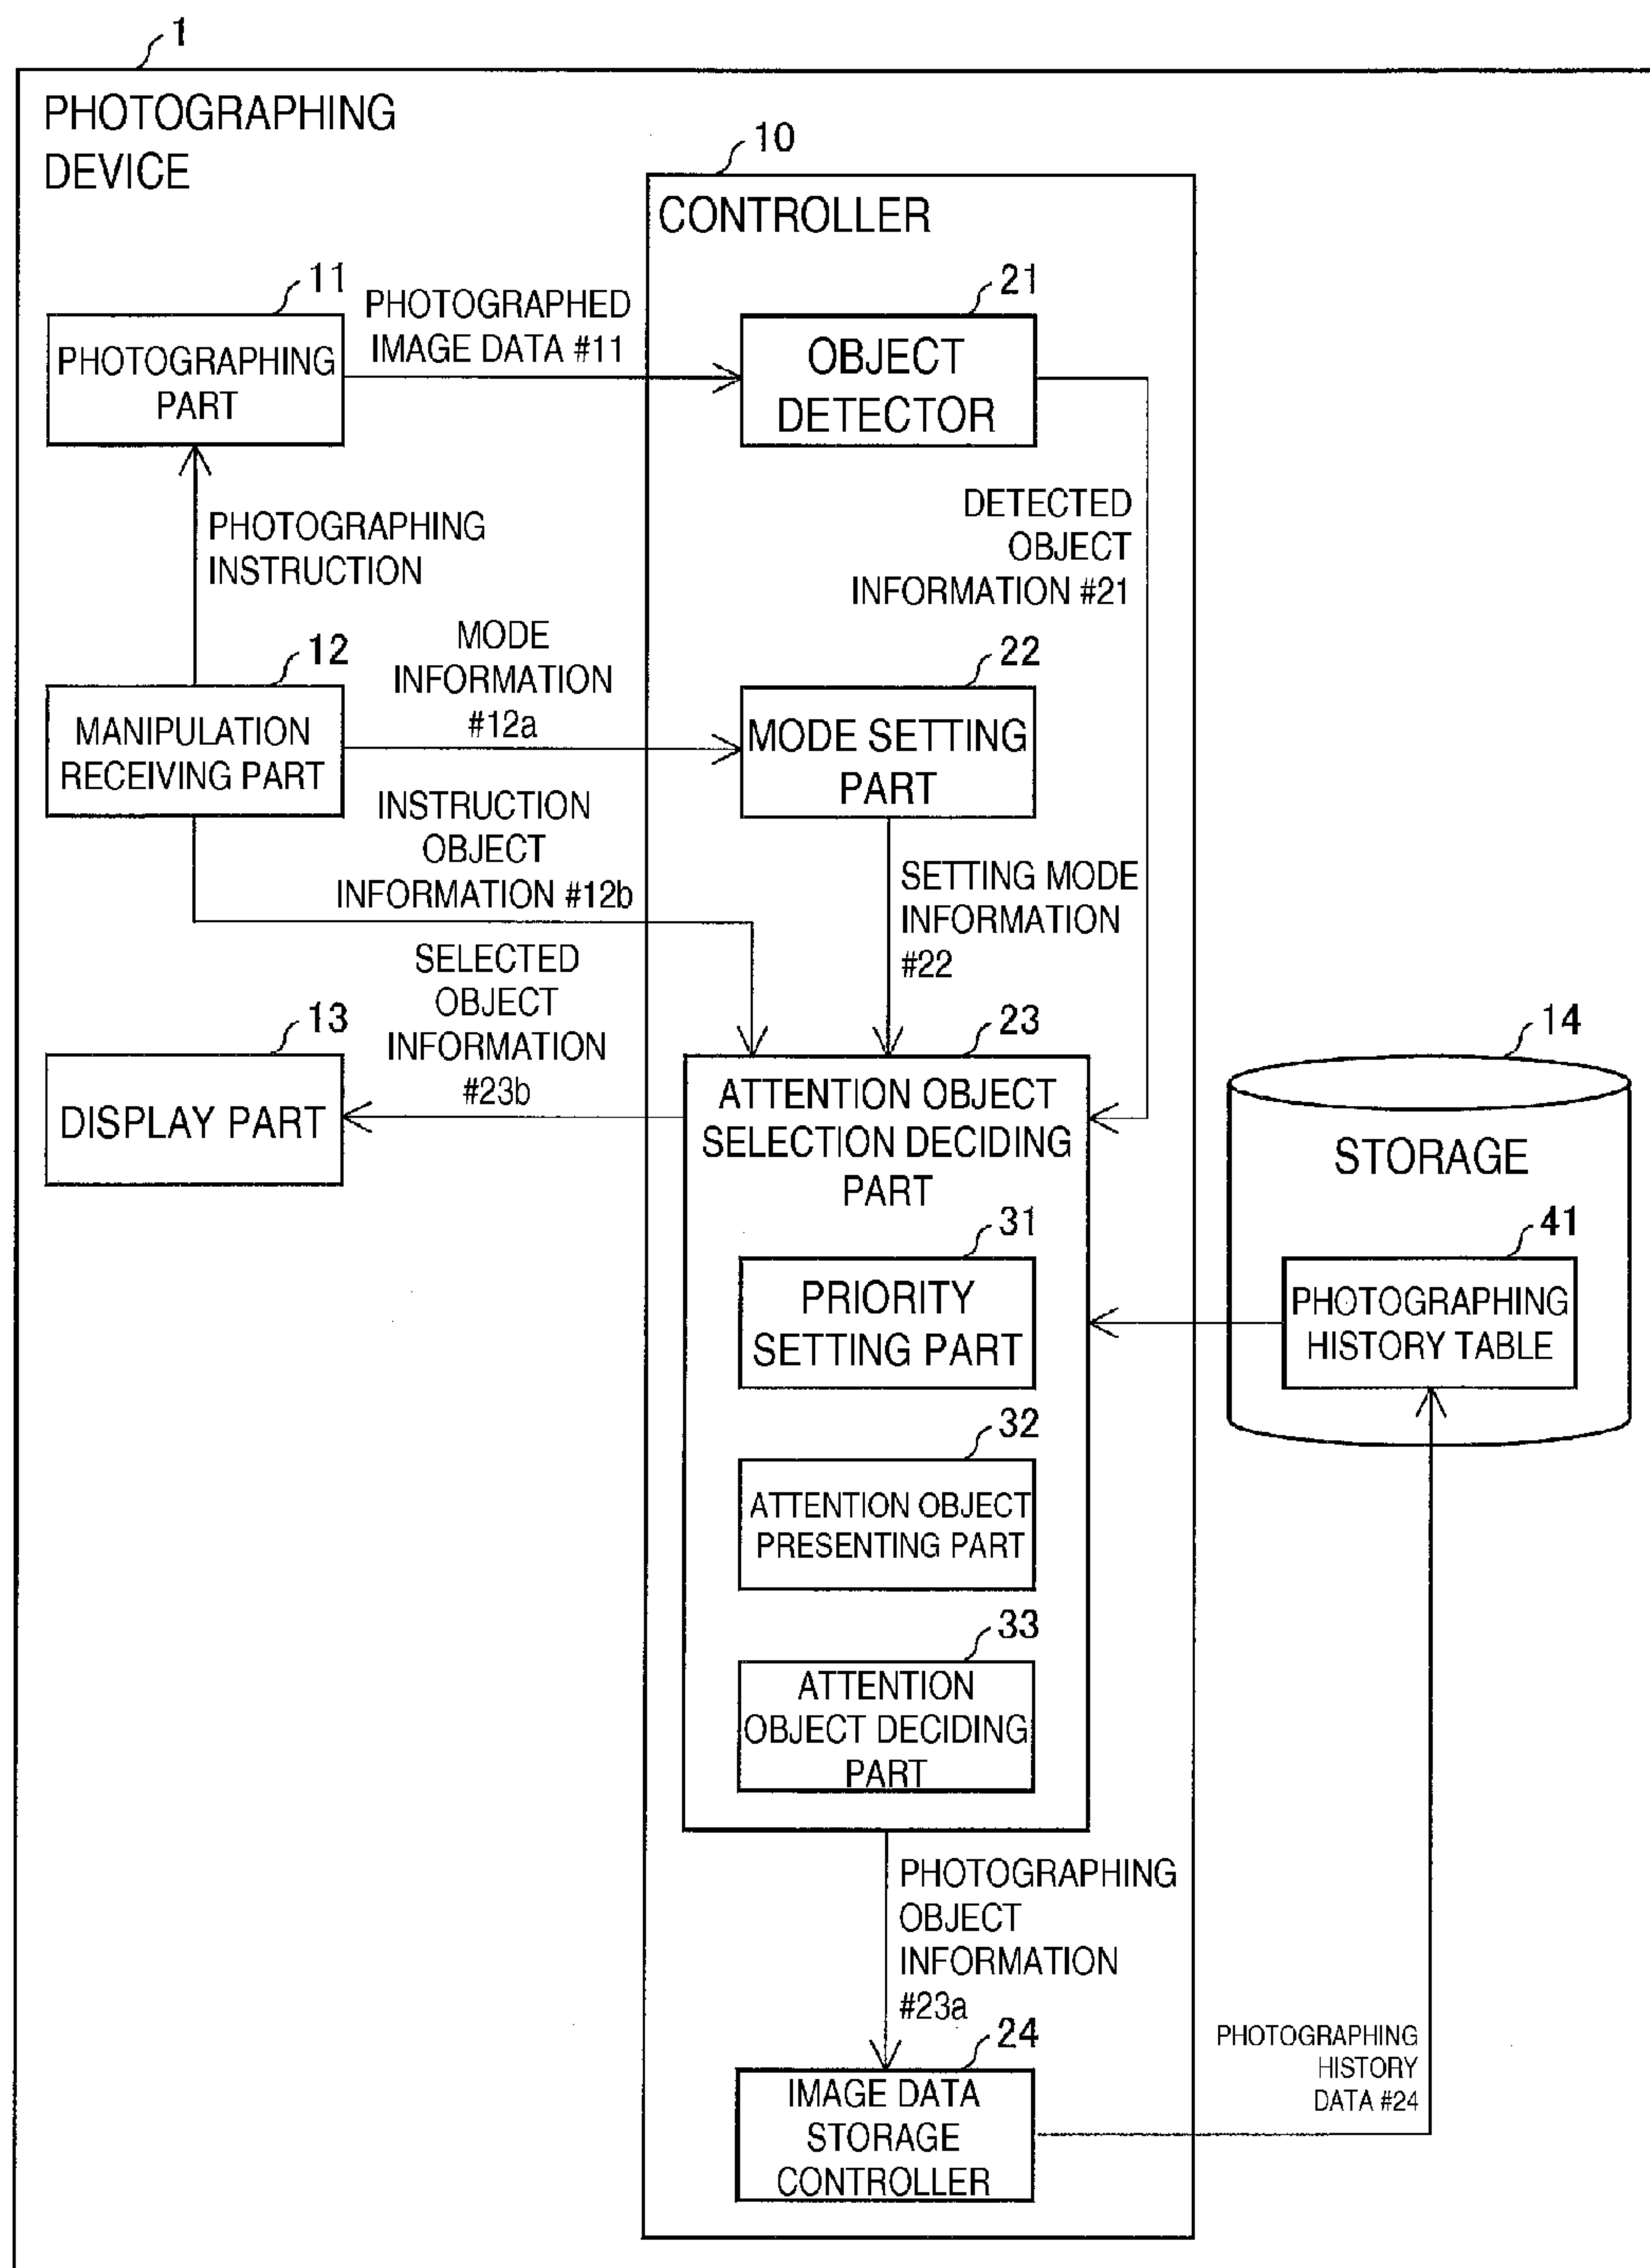 1
PHOTOGRAPHING
DEVICE
10
CONTROLLER
11
PHOTOGRAPHING
PART
PHOTOGRAPHED
IMAGE DATA #11
21
OBJECT
DETECTOR
PHOTOGRAPHING
INSTRUCTION
DETECTED
OBJECT
INFORMATION #21
12
MANIPULATION
RECEIVING PART
MODE
INFORMATION
#12a
22
MODE SETTING
PART
INSTRUCTION
OBJECT
INFORMATION #12b
SETTING MODE
INFORMATION
#22
SELECTED
OBJECT
INFORMATION
#23b
13
DISPLAY PART
23
ATTENTION OBJECT
SELECTION DECIDING
PART
14
STORAGE
31
PRIORITY
SETTING PART
41
PHOTOGRAPHING
HISTORY TABLE
32
ATTENTION OBJECT
PRESENTING PART
33
ATTENTION
OBJECT DECIDING
PART
PHOTOGRAPHING
OBJECT
INFORMATION
#23a
24
IMAGE DATA
STORAGE
CONTROLLER
PHOTOGRAPHING
HISTORY
DATA #24